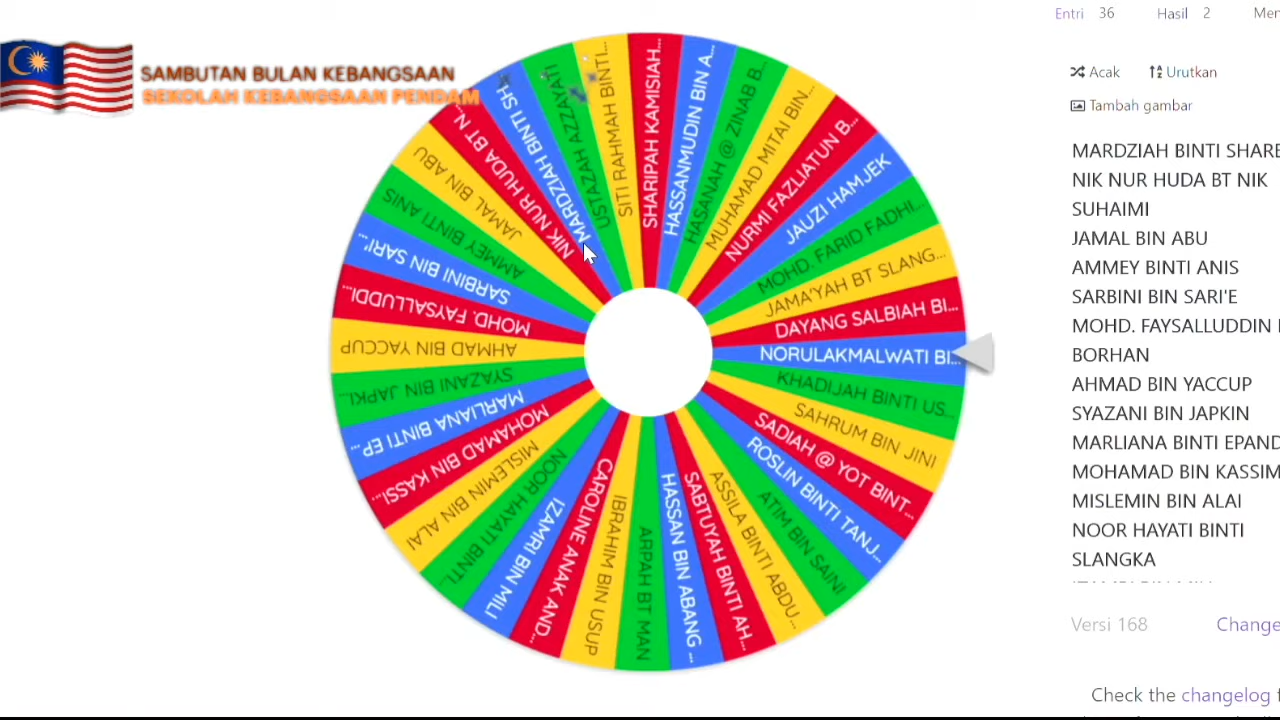 Entri 36 Hasil 2 Men
SAMBUTAN BULAN KEBANGSAAN
SEKOLAH KEBANGSAAN PENDAM
Acak Urutkan
Tambah gambar
SHARIPAH KAMISIAH...
HASSANMUDIN BIN A...
HASANAH @ ZINAB B...
MUHAMAD MITAI BIN...
NURMI FAZLIATUN B...
JAUZI HAMJEK
MOHD. FARID FADHI...
JAMA'YAH BT SLANG...
DAYANG SALBIAH BI...
NORULAKMALWATI BI...
KHADIJAH BINTI US...
SAHRUM BIN JINI
SADIAH @ YOT BINT...
ROSLIN BINTI TANJ...
ATIM BIN SAINI
ASSILA BINTI ABDU...
SABTUYAH BINTI AH...
HASSAN BIN ABANG ...
ARPAH BT MAN
IBRAHIM BIN USUP
CAROLINE ANAK AND...
IZAMRI BIN MILI
NOOR HAYATI BINTI...
MISLEMIN BIN ALAI
MOHAMAD BIN KASSI...
MARLIANA BINTI EP...
SYAZANI BIN JAPKI...
AHMAD BIN YACCUP
MOHD. FAYSALLUDDI...
SARBINI BIN SARI'...
AMMEY BINTI ANIS
JAMAL BIN ABU
NIK NUR HUDA BT N...
MARDZIAH BINTI SH
USTAZAH AZZAYATI
SITI RAHMAH BINTI...
MARDZIAH BINTI SHARE
NIK NUR HUDA BT NIK
SUHAIMI
JAMAL BIN ABU
AMMEY BINTI ANIS
SARBINI BIN SARI'E
MOHD. FAYSALLUDDIN
BORHAN
AHMAD BIN YACCUP
SYAZANI BIN JAPKIN
MARLIANA BINTI EPAND
MOHAMAD BIN KASSIM
MISLEMIN BIN ALAI
NOOR HAYATI BINTI
SLANGKA
Versi 168 Change
Check the changelog f